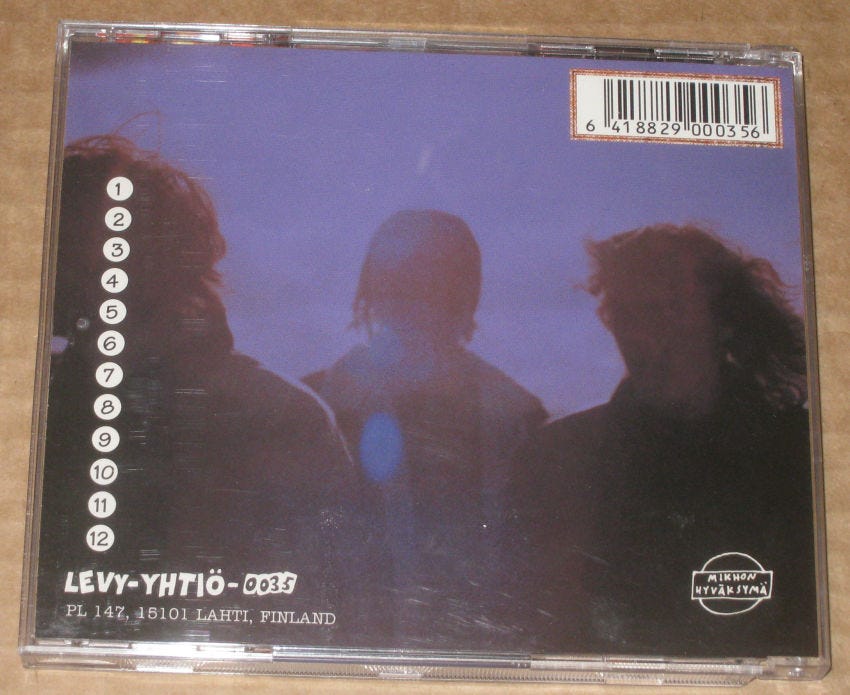 6 418829 000356
1
2
3
4
5
6
7
8
9
10
11
12
LEVY-YHTIÖ-0035
PL 147, 15101 LAHTI, FINLAND
MIKHON
HYVÄKSYMÄ